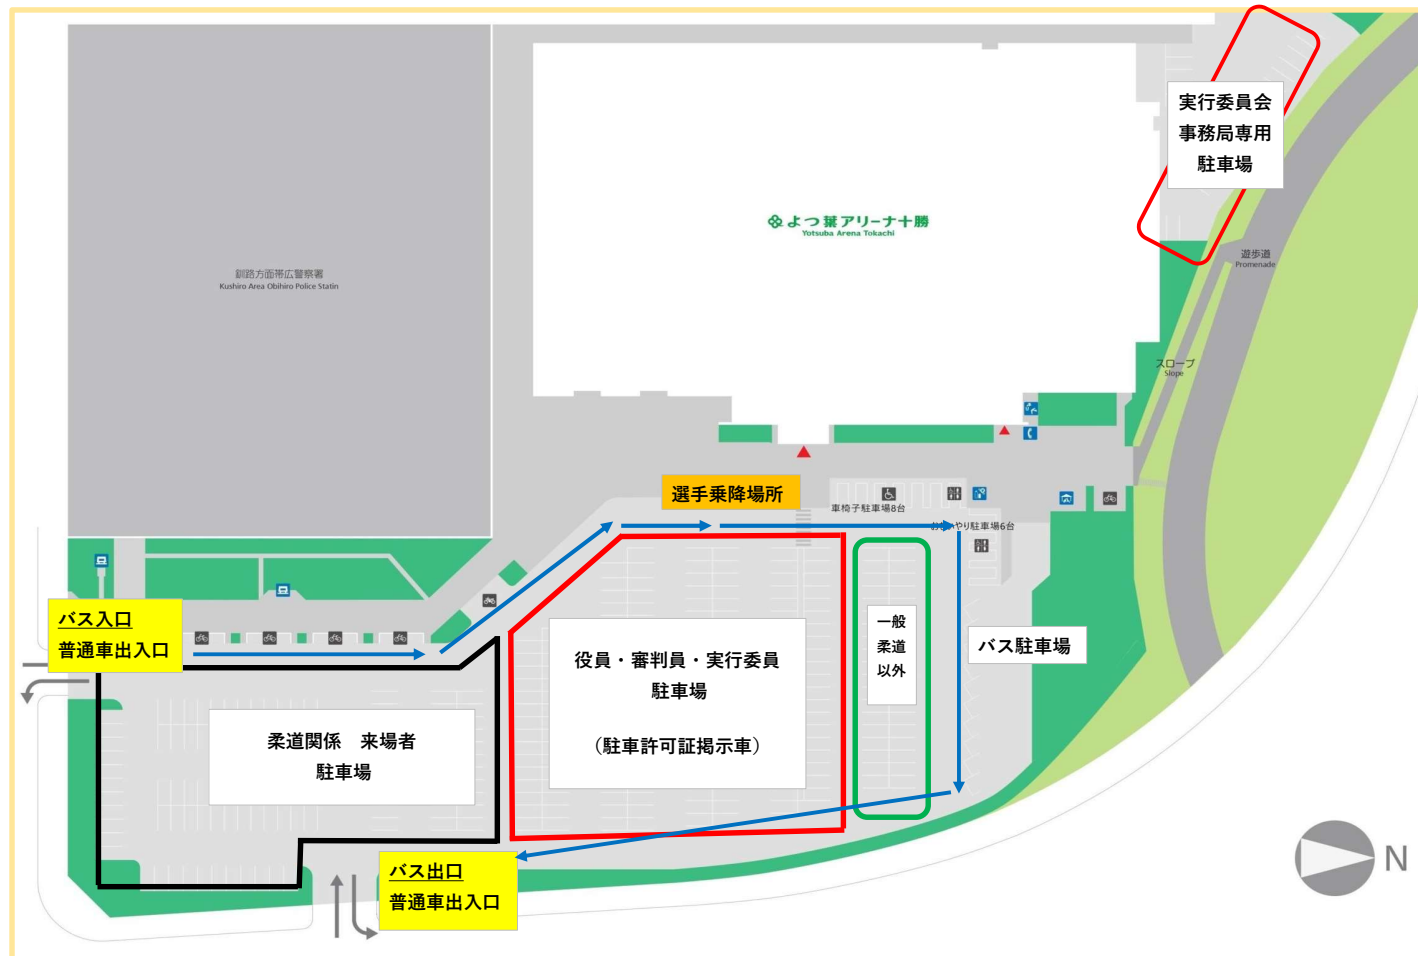 実行委員会
事務局専用
駐車場
よつ葉アリーナ十勝
Yotsuba Arena Tokachi
釧路方面帯広警察署
Kushiro Area Obihiro Police Statin
遊歩道
Promenade
スロープ
Slope
選手乗降場所
車椅子駐車場8台
おもいやり駐車場6台
バス入口
普通車出入口
役員・審判員・実行委員
駐車場
（駐車許可証掲示車）
一般
柔道
以外
バス駐車場
柔道関係　来場者
駐車場
バス出口
普通車出入口
N